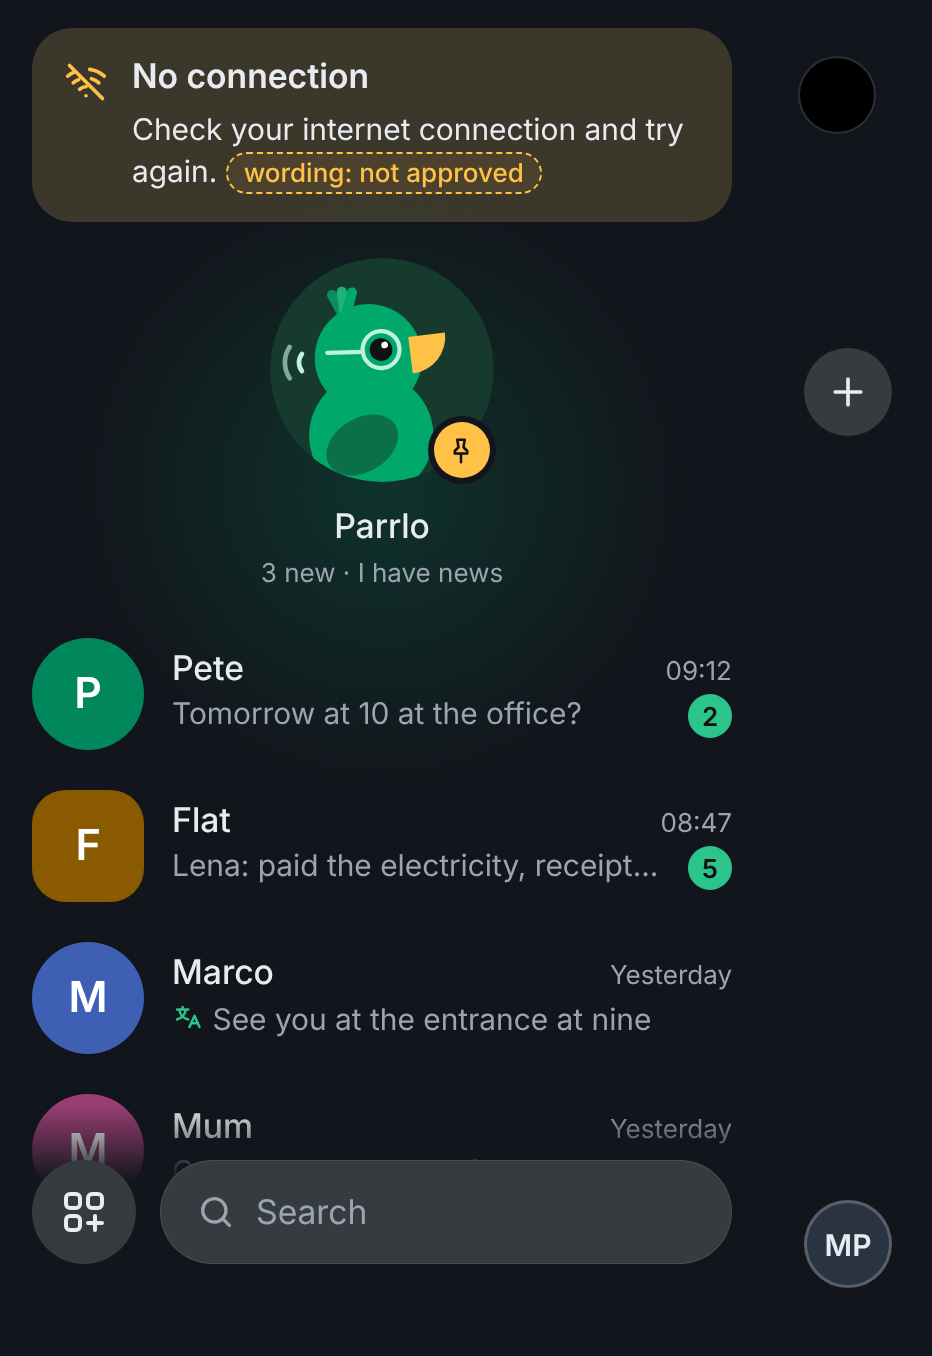 No connection
Check your internet connection and try
again. wording: not approved
Parrlo
3 new · I have news
P
Pete
09:12
Tomorrow at 10 at the office?
2
F
Flat
08:47
Lena: paid the electricity, receipt…
5
M
Marco
Yesterday
See you at the entrance at nine
M
Mum
Yesterday
Search
MP